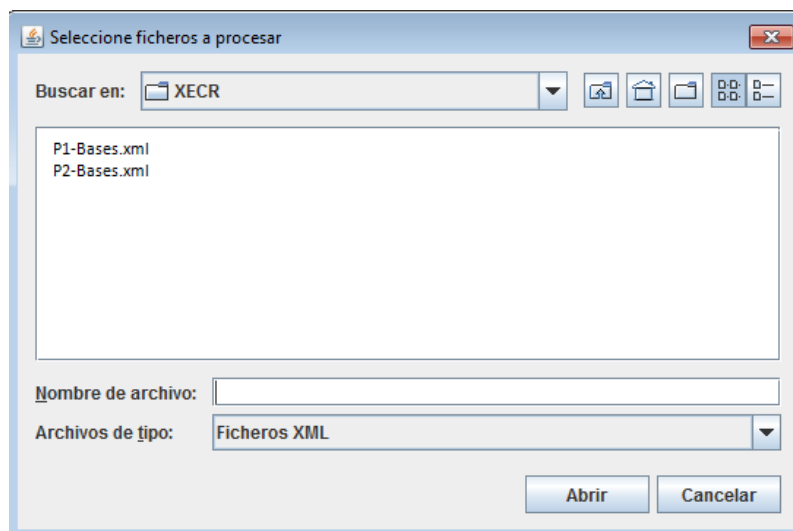 Seleccione ficheros a procesar
Buscar en: XECR
P1-Bases.xml
P2-Bases.xml
Nombre de archivo:
Archivos de tipo: Ficheros XML
Abrir Cancelar